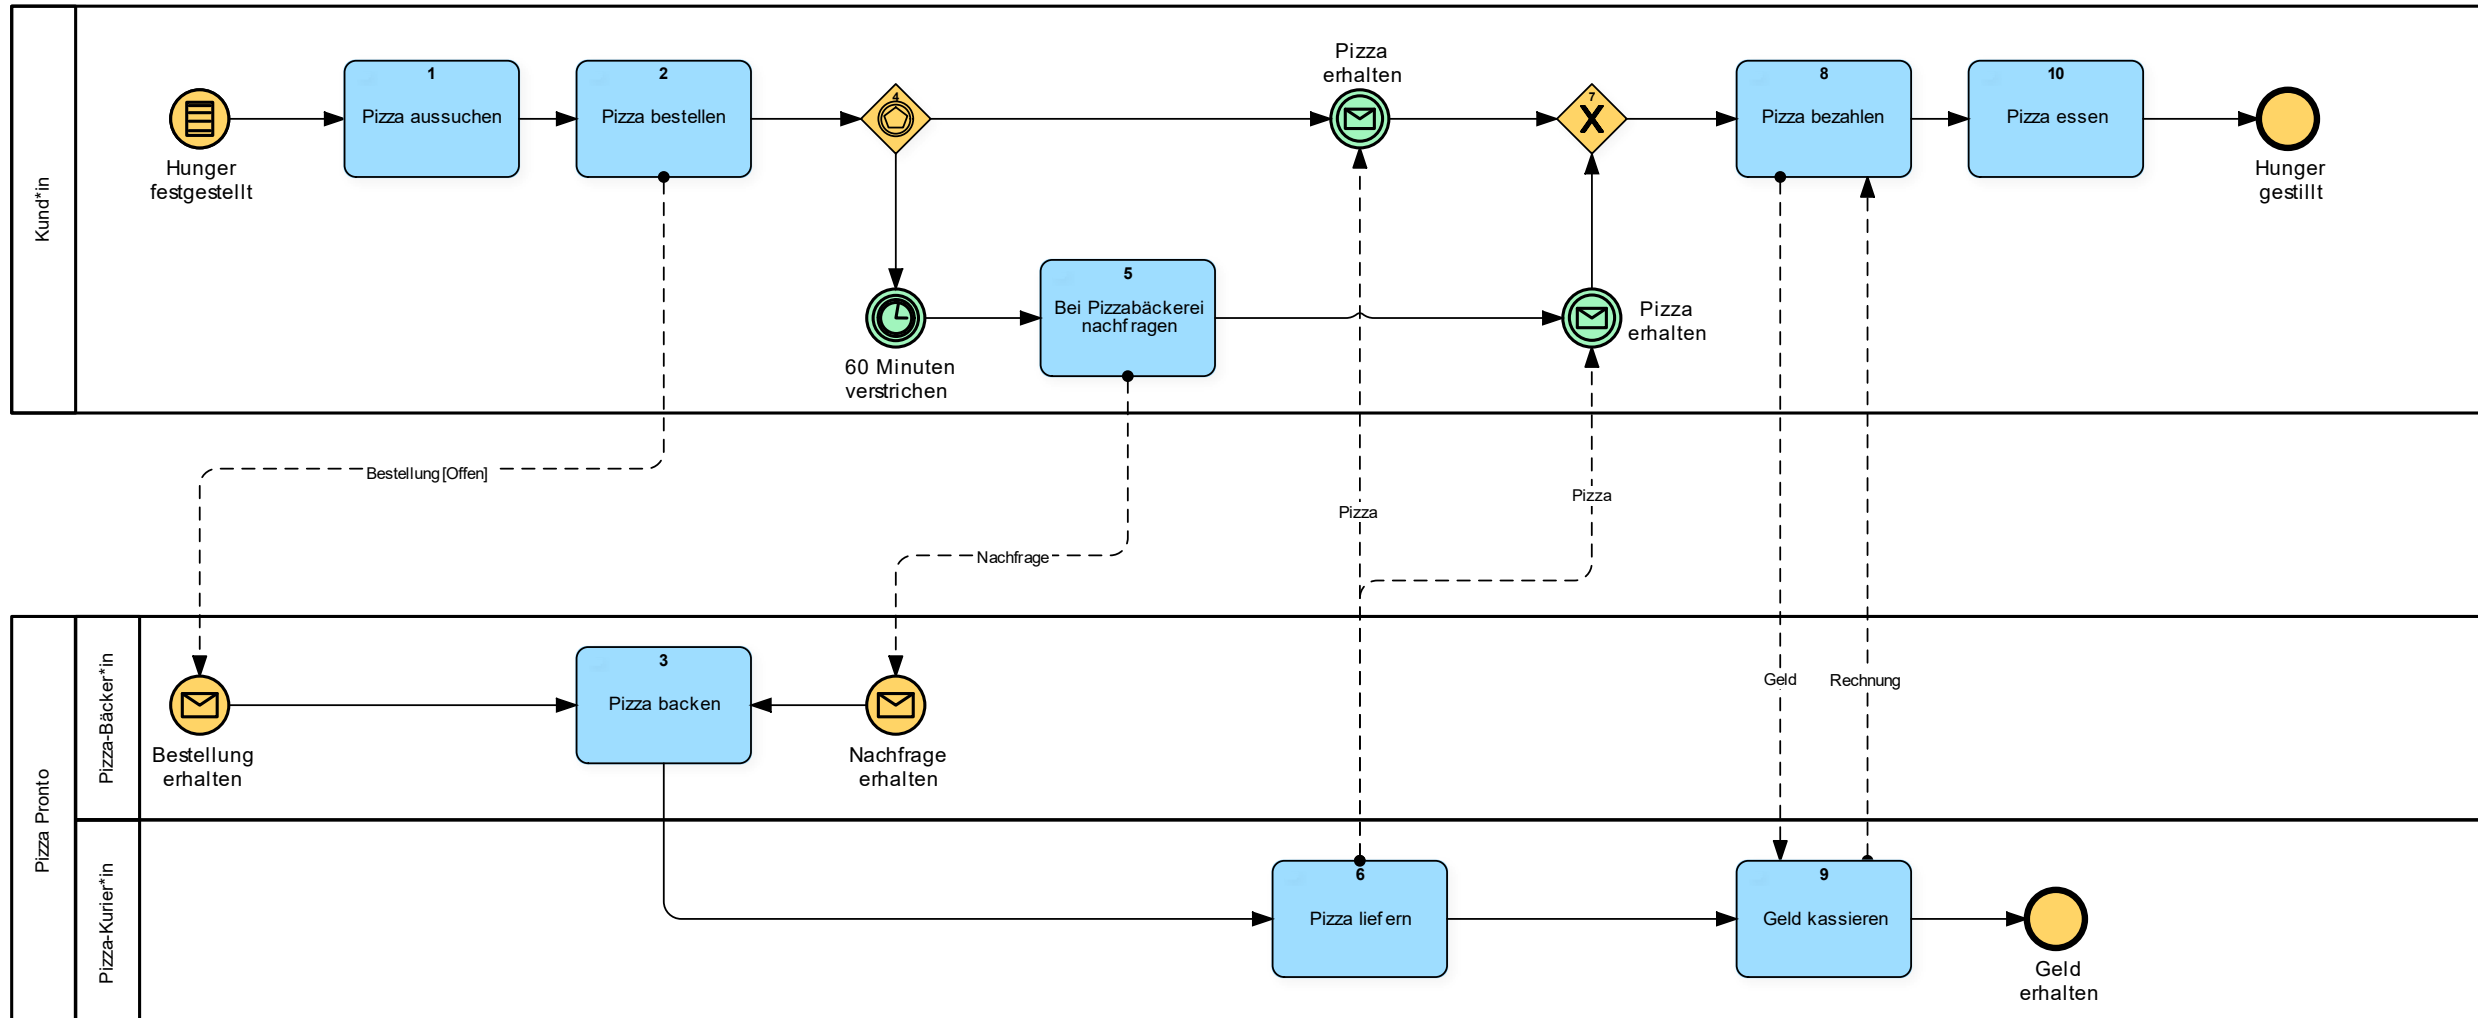 Kund*in
Hunger
festgestellt
1
Pizza aussuchen
2
Pizza bestellen
4
Pizza
erhalten
7
8
Pizza bezahlen
10
Pizza essen
Hunger
gestillt
60 Minuten
verstrichen
5
Bei Pizzabäckerei
nachfragen
Pizza
erhalten
Bestellung [Offen]
Nachfrage
Pizza
Pizza
Geld
Rechnung
Pizza Pronto
Pizza-Bäcker*in
Bestellung
erhalten
3
Pizza backen
Nachfrage
erhalten
Pizza-Kurier*in
6
Pizza liefern
9
Geld kassieren
Geld
erhalten